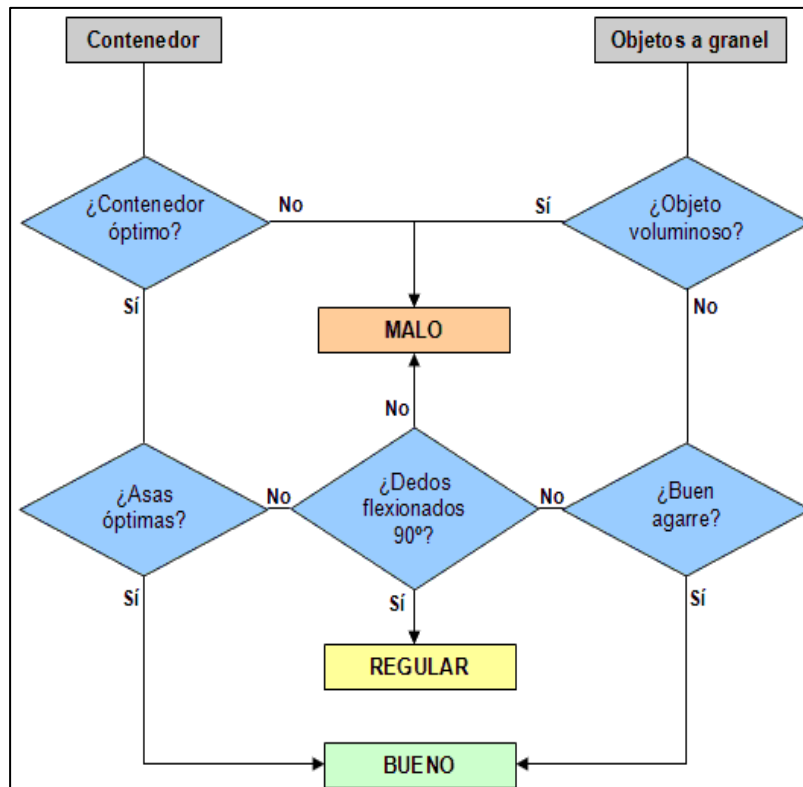 Contenedor
Objetos a granel
¿Contenedor
óptimo?
No
Sí
¿Objeto
voluminoso?
Sí
No
MALO
No
¿Asas
óptimas?
No
¿Dedos
flexionados
90º?
No
¿Buen
agarre?
Sí
Sí
Sí
REGULAR
BUENO